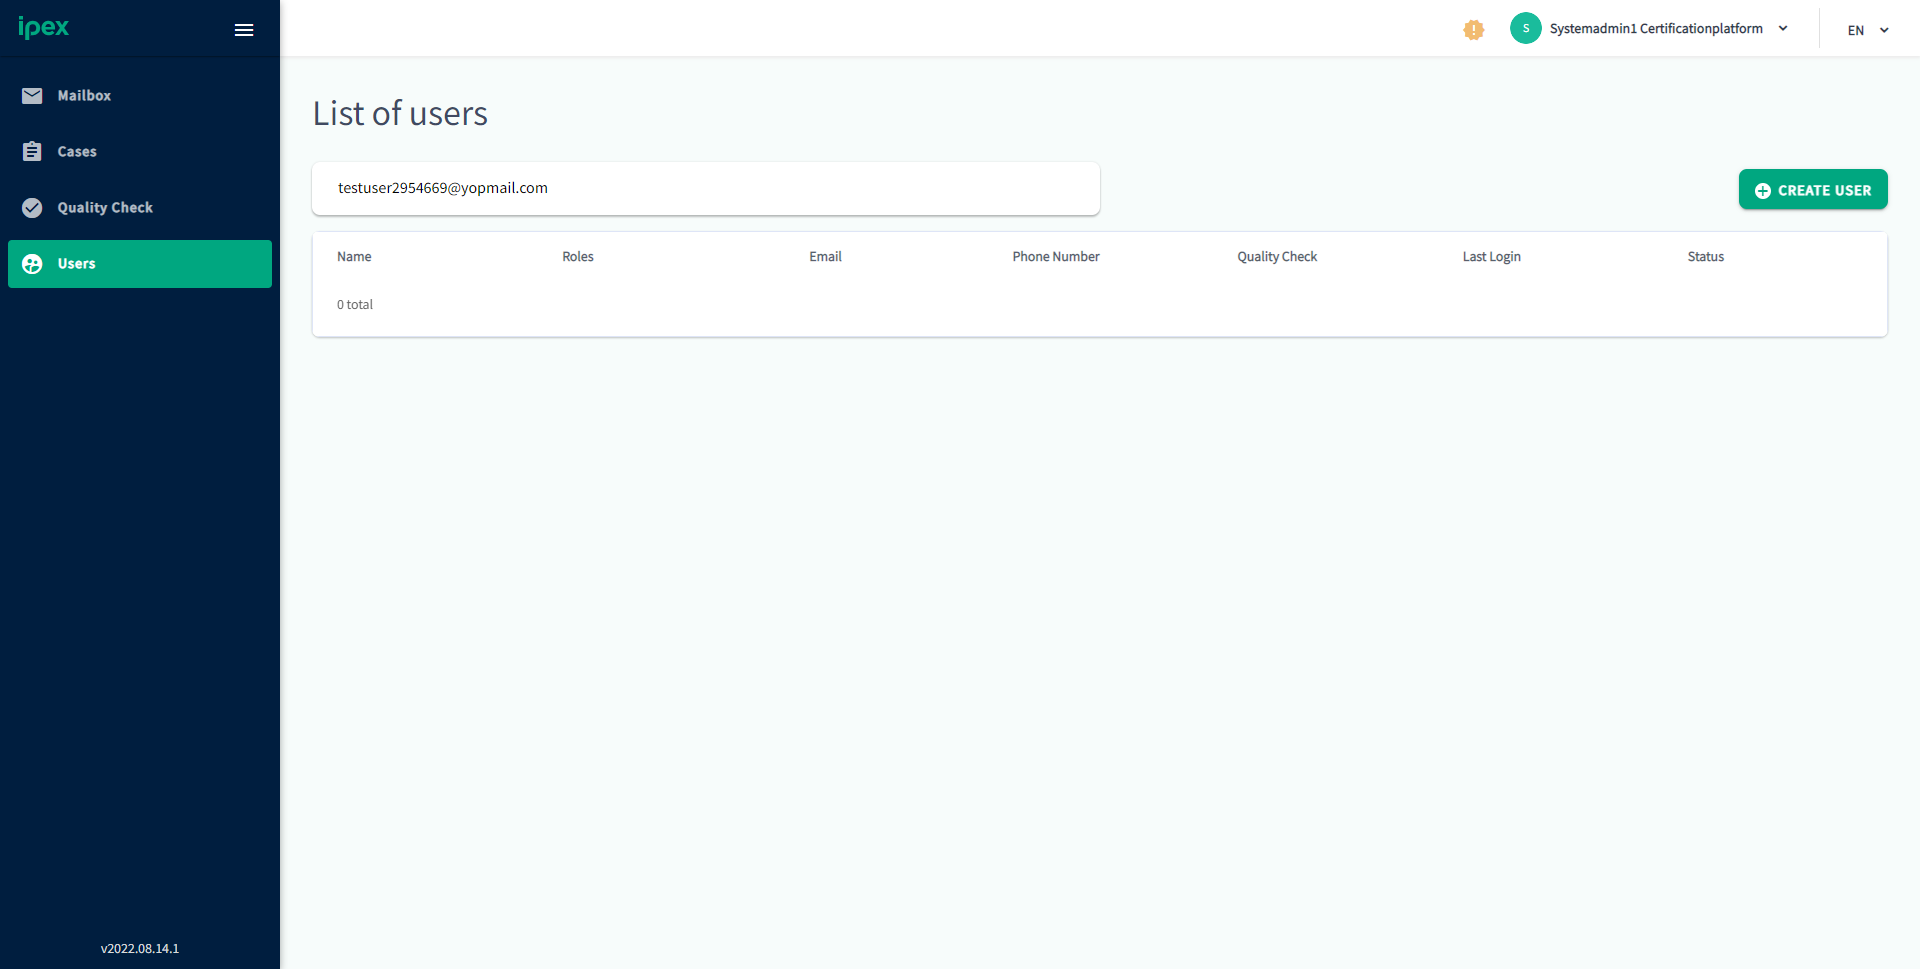 ipex
S Systemadmin1 Certificationplatform
EN
Mailbox
Cases
Quality Check
Users
v2022.08.14.1
List of users
testuser2954669@yopmail.com
CREATE USER
Name Roles Email Phone Number Quality Check Last Login Status
0 total